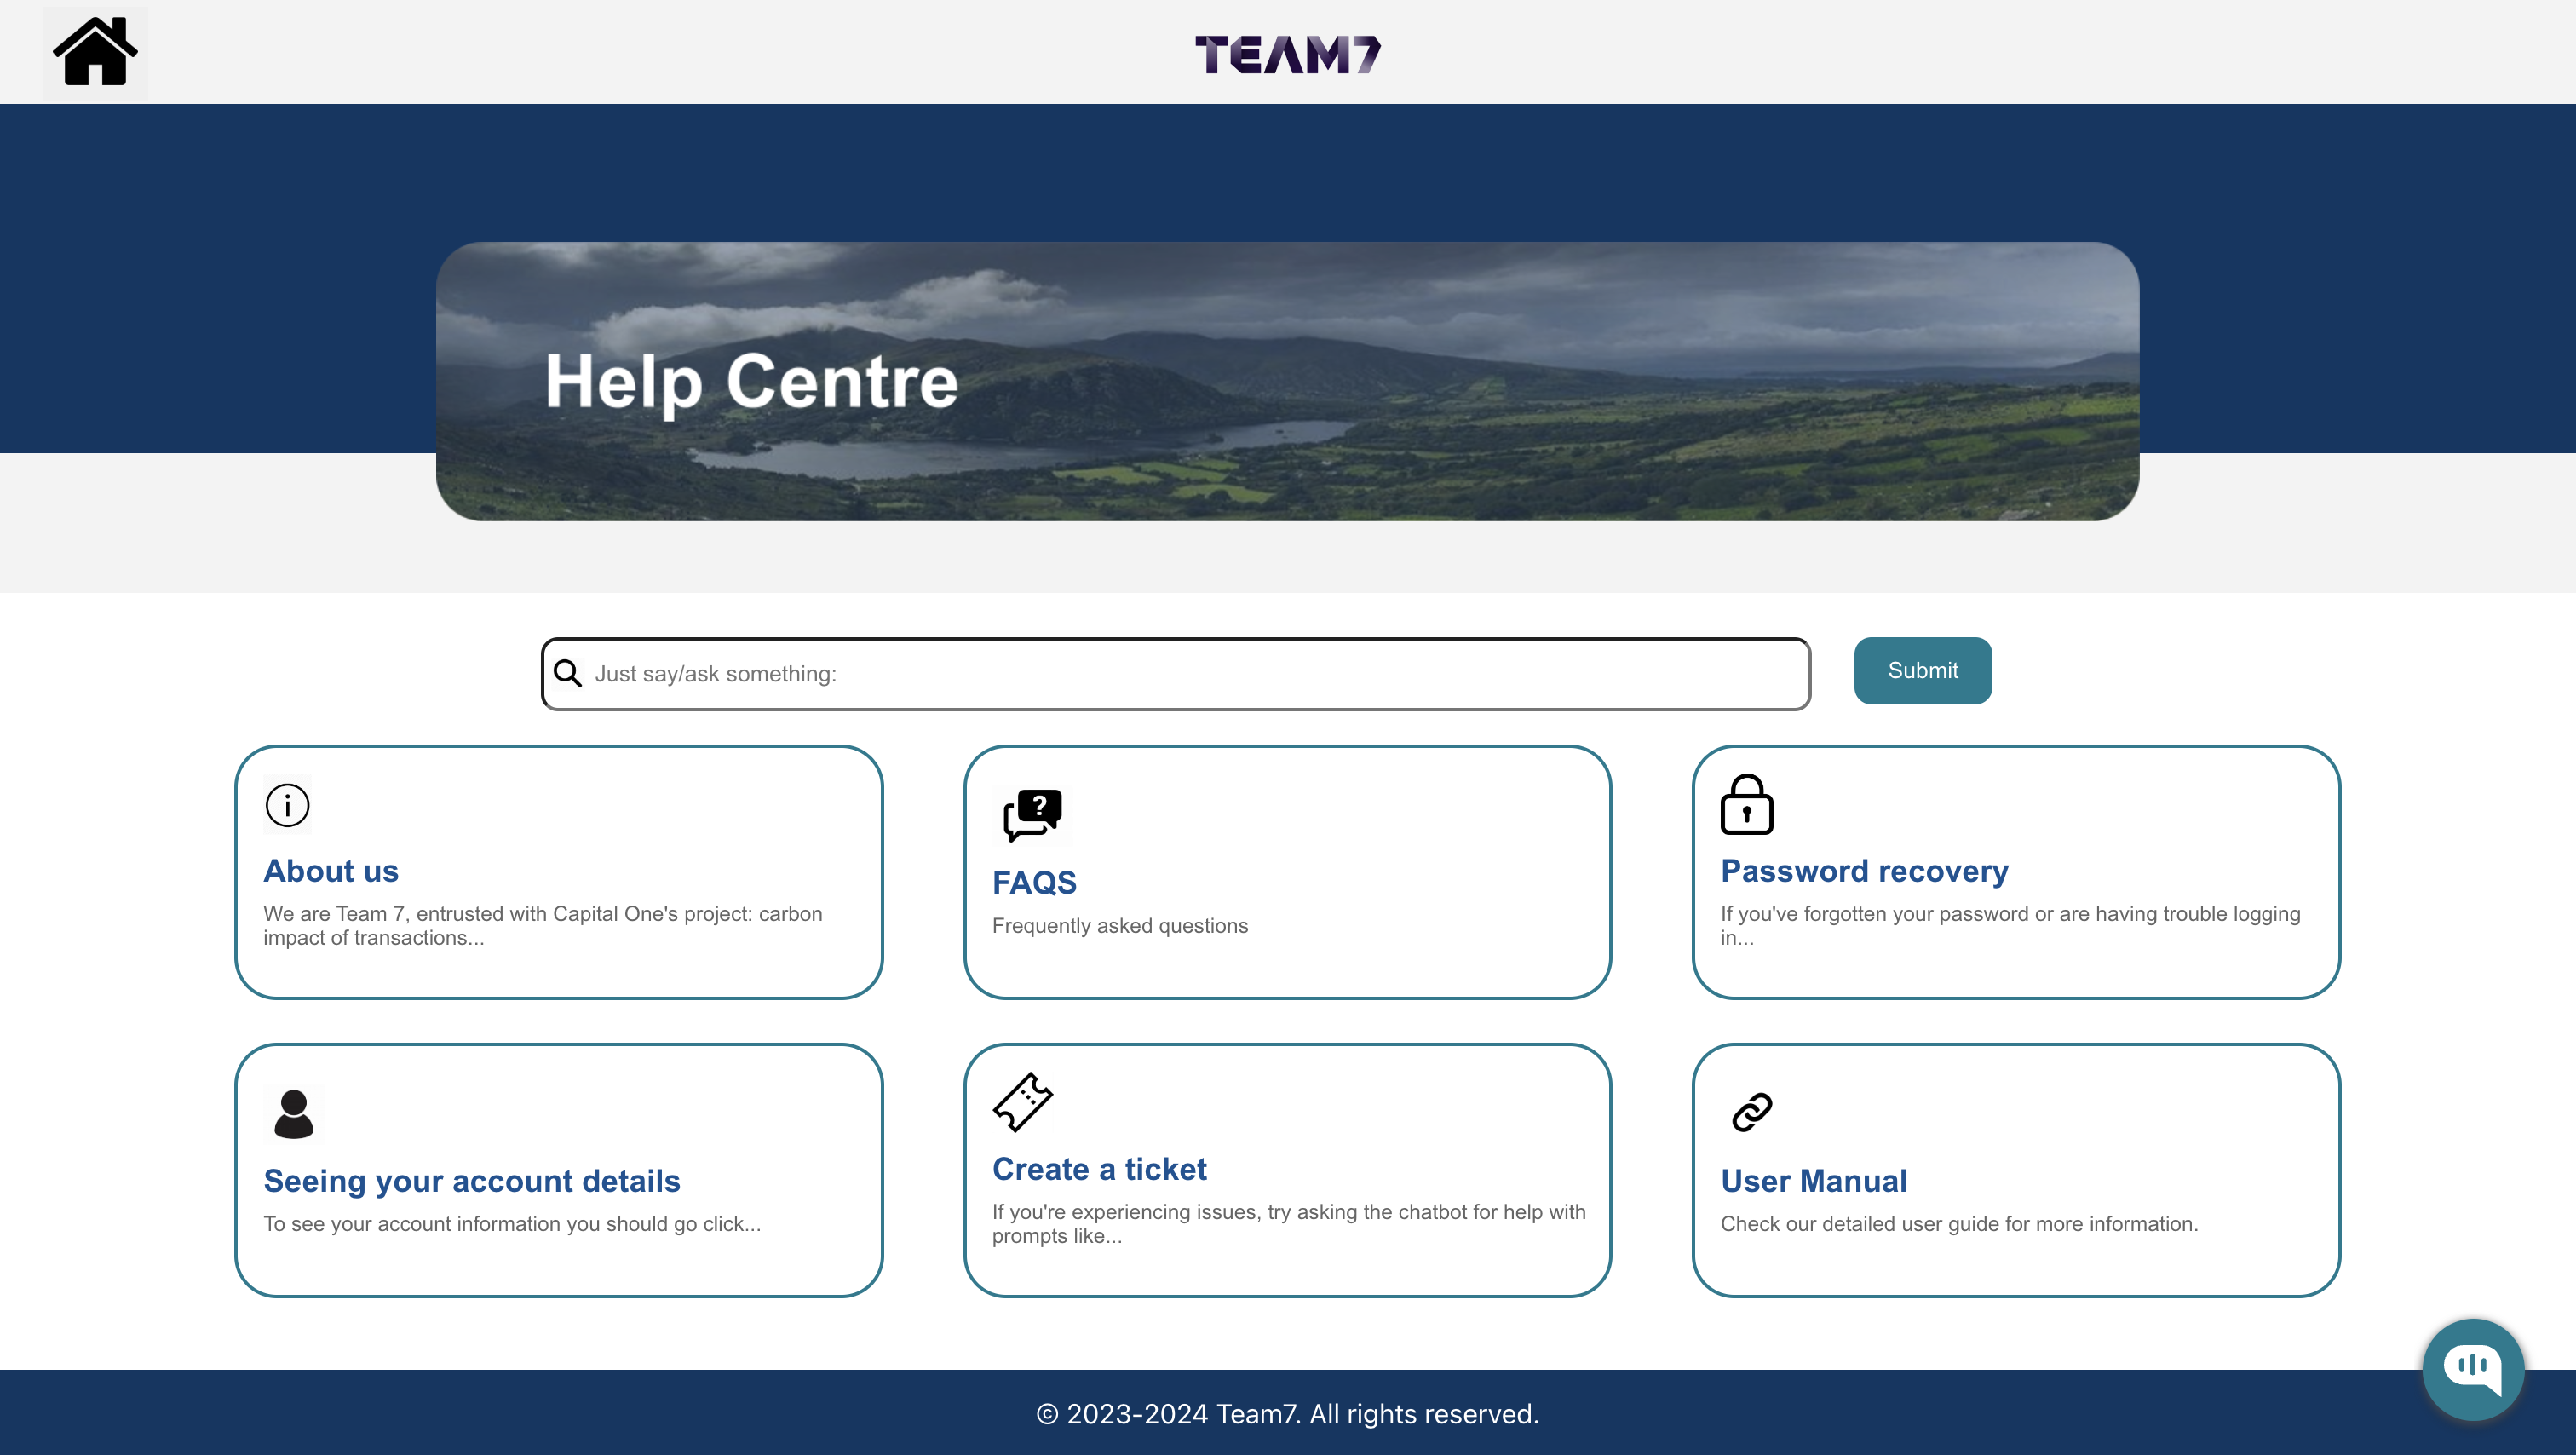 TEAM7
Help Centre
Just say/ask something:
Submit
About us
We are Team 7, entrusted with Capital One's project: carbon
impact of transactions...
FAQS
Frequently asked questions
Password recovery
If you've forgotten your password or are having trouble logging
in...
Seeing your account details
To see your account information you should go click...
Create a ticket
If you're experiencing issues, try asking the chatbot for help with
prompts like...
User Manual
Check our detailed user guide for more information.
© 2023-2024 Team7. All rights reserved.